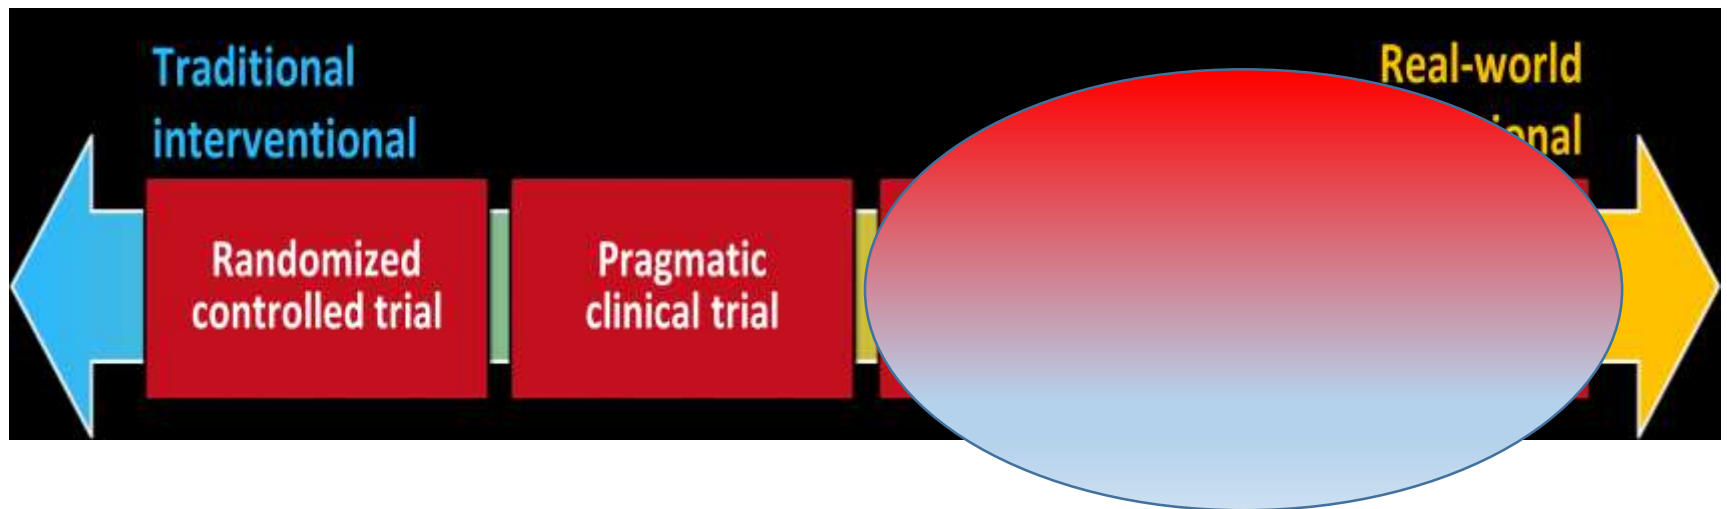 Traditional
interventional
Real-world
Randomized
controlled trial
Pragmatic
clinical trial